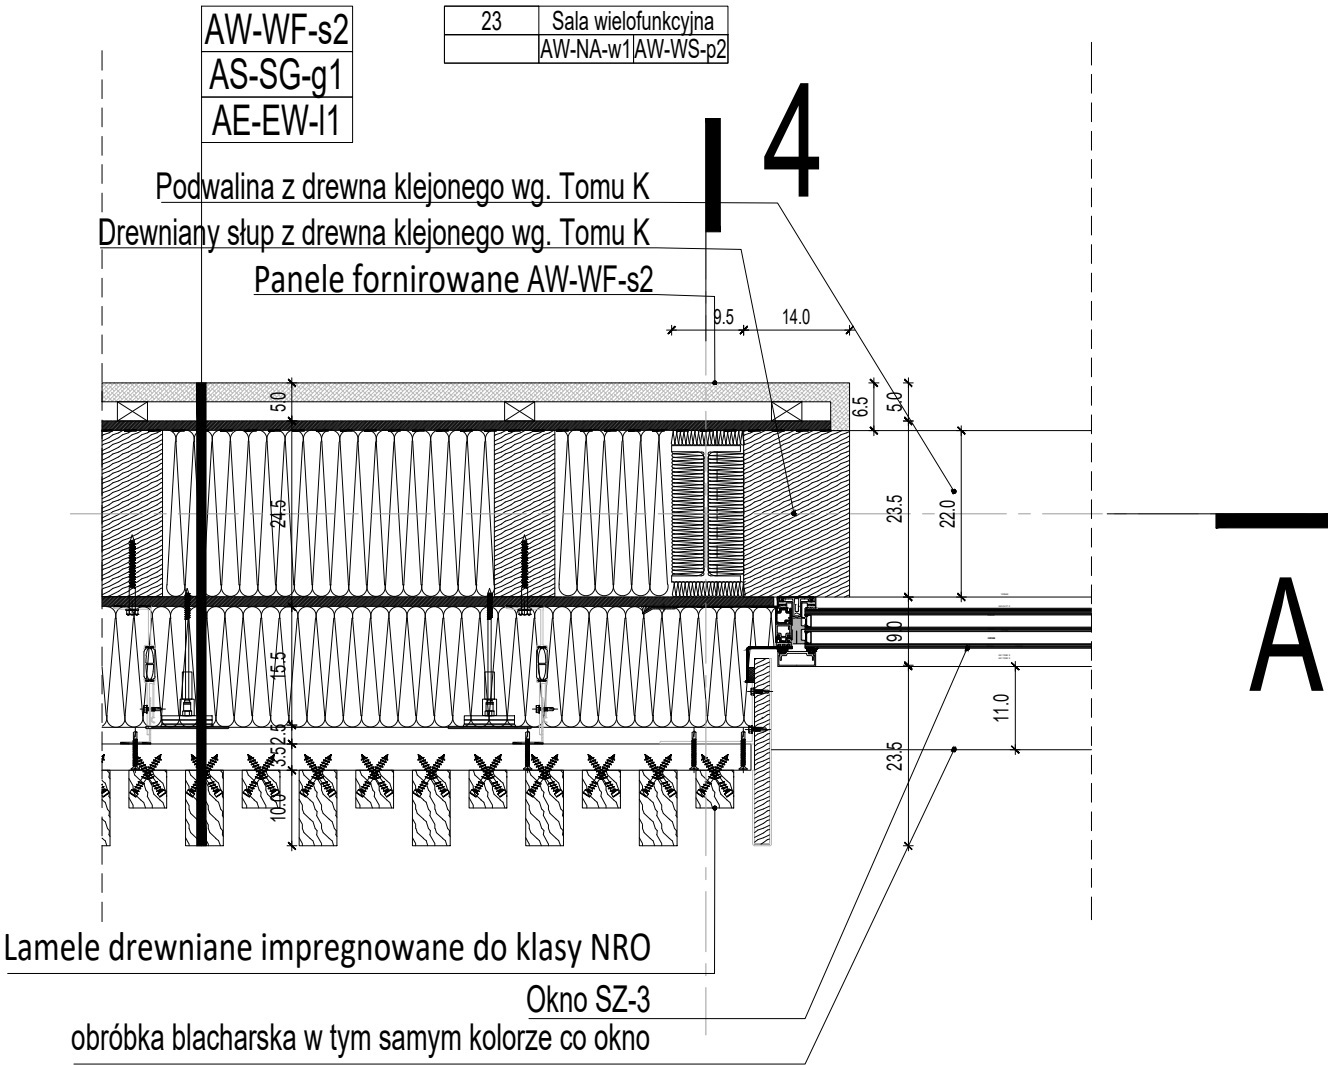 AW-WF-s2
AS-SG-g1
AE-EW-l1
23 Sala wielofunkcyjna
AW-NA-w1 AW-WS-p2
4
Podwalina z drewna klejonego wg. Tomu K
Drewniany słup z drewna klejonego wg. Tomu K
Panele fornirowane AW-WF-s2
9.5 14.0
5.0 6.5 5.0
24.5 23.5 22.0
A
15.5 9.0
11.0
2.5
3.5 23.5
10.0
Lamele drewniane impregnowane do klasy NRO
Okno SZ-3
obróbka blacharska w tym samym kolorze co okno